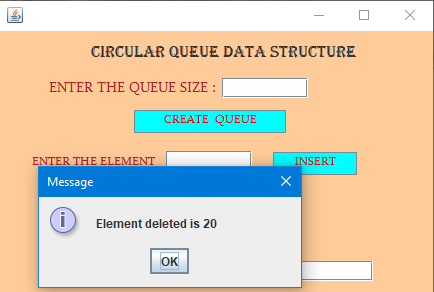 CIRCULAR QUEUE DATA STRUCTURE
ENTER THE QUEUE SIZE :
CREATE QUEUE
ENTER THE ELEMENT INSERT
Message
Element deleted is 20
OK